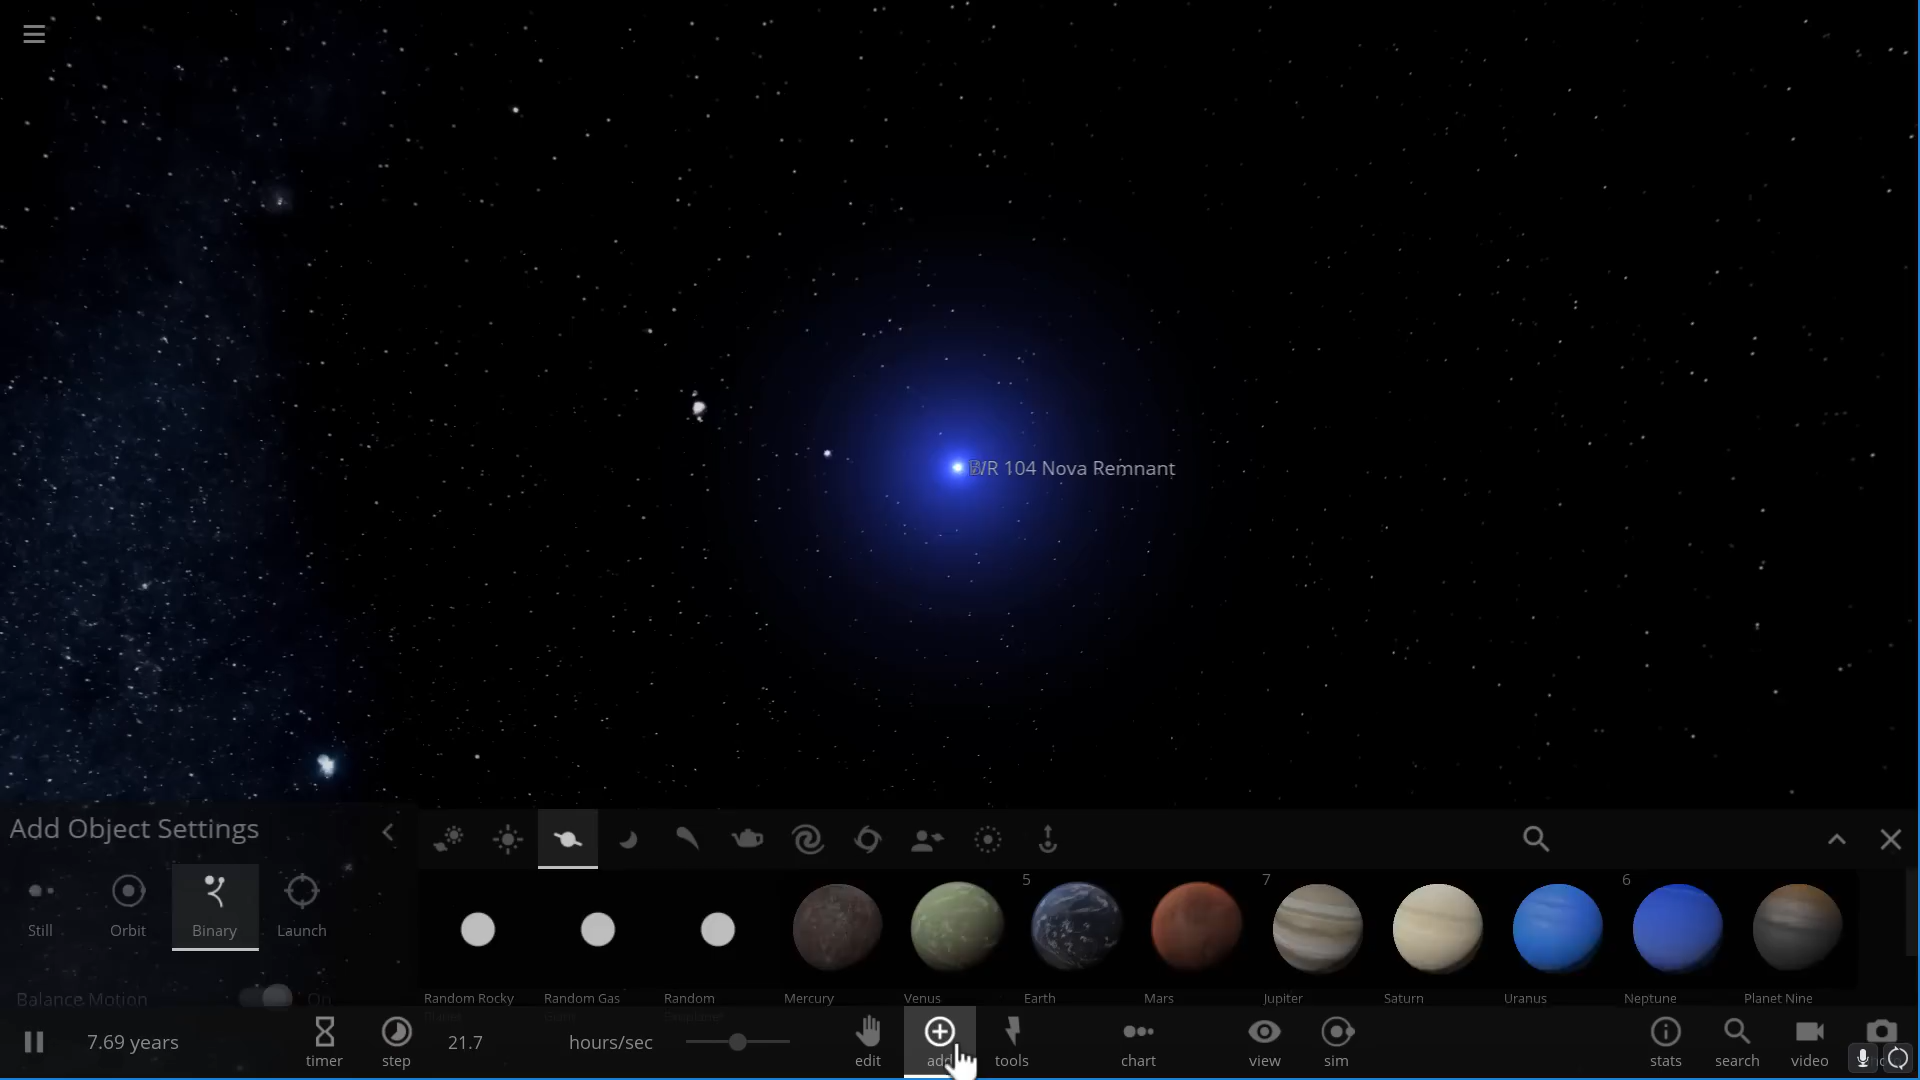 WR 104 Nova Remnant
Add Object Settings
Still Orbit Binary Launch
5 7 6
Balance Motion On
Random Rocky Random Gas Random Mercury Venus Earth Mars Jupiter Saturn Uranus Neptune Planet Nine
7.69 years timer step 21.7 hours/sec edit add tools chart view sim stats search video